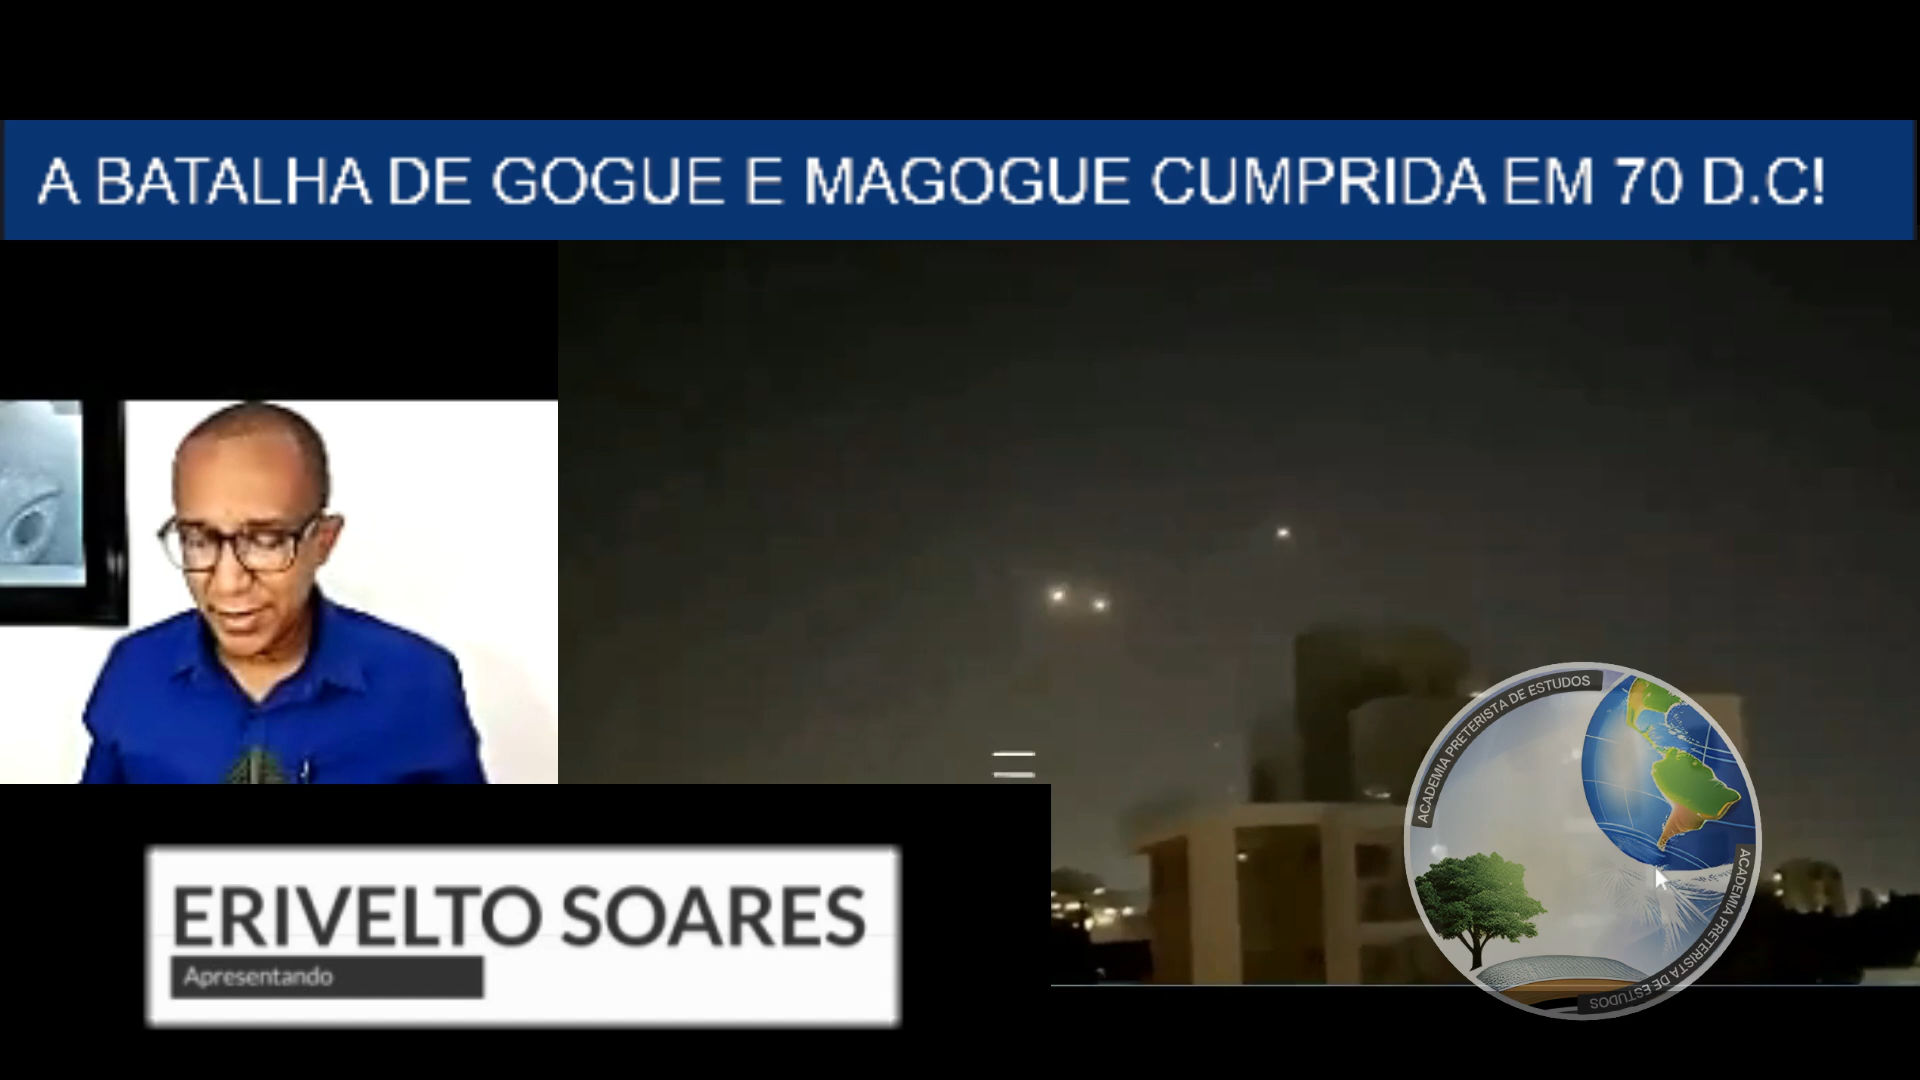 A BATALHA DE GOGUE E MAGOGUE CUMPRIDA EM 70 D.C!
ACADEMIA PRETERISTA DE ESTUDOS
ACADEMIA PRETERISTA DE ESTUDOS
ERIVELTO SOARES
Apresentando